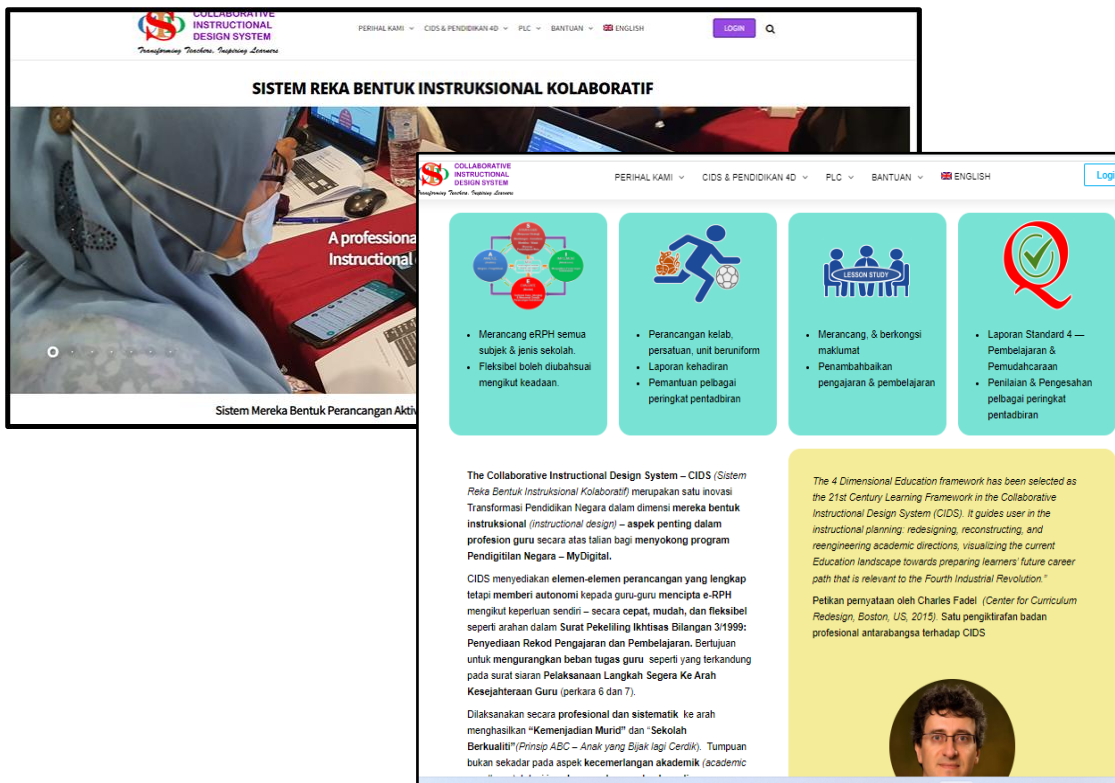 COLLABORATIVE
INSTRUCTIONAL
DESIGN SYSTEM
Transforming Teachers, Inspiring Learners
PERIHAL KAMI CIDS & PENDIDIKAN 4D PLC BANTUAN ENGLISH
LOGIN
SISTEM REKA BENTUK INSTRUKSIONAL KOLABORATIF
A professiona
Instructional
Sistem Mereka Bentuk Perancangan Akti
COLLABORATIVE
INSTRUCTIONAL
DESIGN SYSTEM
Transforming Teachers, Inspiring Learners
PERIHAL KAMI CIDS & PENDIDIKAN 4D PLC BANTUAN ENGLISH
Logi
• Merancang eRPH semua
subjek & jenis sekolah.
• Fleksibel boleh diubahsuai
mengikut keadaan.
• Perancangan kelab,
persatuan, unit beruniform
• Laporan kehadiran
• Pemantuan pelbagai
peringkat pentadbiran
LESSON STUDY
• Merancang, & berkongsi
maklumat
• Penambahbaikan
pengajaran & pembelajaran
• Laporan Standard 4 —
Pembelajaran &
Pemudahcaraan
• Penilaian & Pengesahan
pelbagai peringkat
pentadbiran
The Collaborative Instructional Design System – CIDS (Sistem
Reka Bentuk Instruksional Kolaboratif) merupakan satu inovasi
Transformasi Pendidikan Negara dalam dimensi mereka bentuk
instruksional (instructional design) – aspek penting dalam
profesion guru secara atas talian bagi menyokong program
Pendigitilan Negara – MyDigital.
CIDS menyediakan elemen-elemen perancangan yang lengkap
tetapi memberi autonomi kepada guru-guru mencipta e-RPH
mengikut keperluan sendiri – secara cepat, mudah, dan fleksibel
seperti arahan dalam Surat Pekeliling Ikhtisas Bilangan 3/1999:
Penyediaan Rekod Pengajaran dan Pembelajaran. Bertujuan
untuk mengurangkan beban tugas guru seperti yang terkandung
pada surat siaran Pelaksanaan Langkah Segera Ke Arah
Kesejahteraan Guru (perkara 6 dan 7).
Dilaksanakan secara profesional dan sistematik ke arah
menghasilkan “Kemenjadian Murid” dan “Sekolah
Berkualiti”(Prinsip ABC – Anak yang Bijak lagi Cerdik). Tumpuan
bukan sekadar pada aspek kecemerlangan akademik (academic
The 4 Dimensional Education framework has been selected as
the 21st Century Learning Framework in the Collaborative
Instructional Design System (CIDS). It guides user in the
instructional planning: redesigning, reconstructing, and
reengineering academic directions, visualizing the current
Education landscape towards preparing learners' future career
path that is relevant to the Fourth Industrial Revolution.”
Petikan pernyataan oleh Charles Fadel (Center for Curriculum
Redesign, Boston, US, 2015). Satu pengiktirafan badan
profesional antarabangsa terhadap CIDS